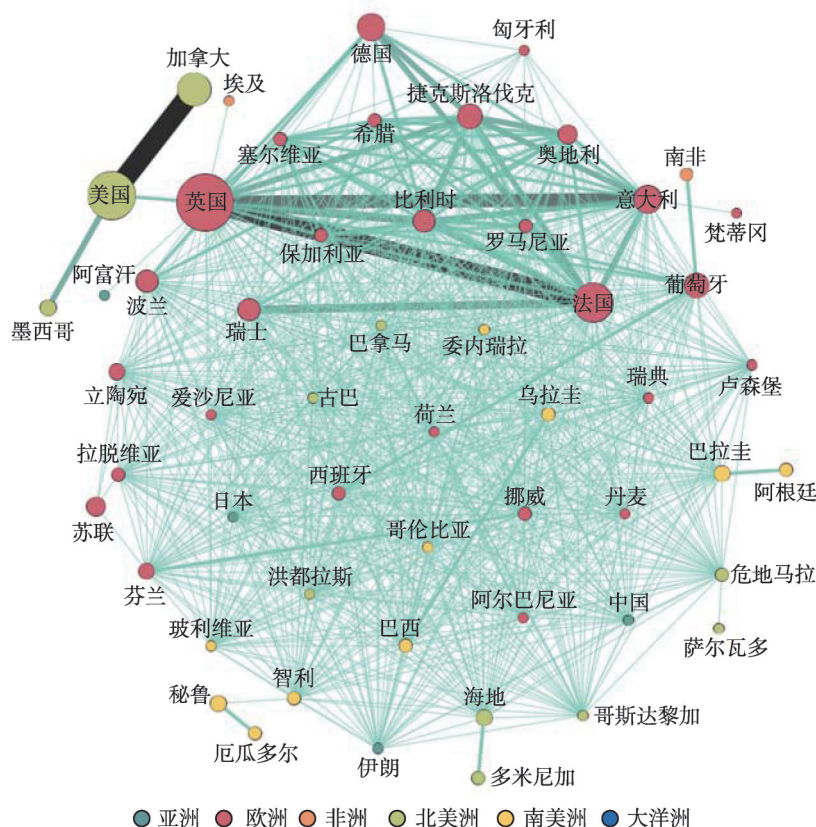 匈牙利
德国
加拿大
埃及
捷克斯洛伐克
希腊
塞尔维亚
奥地利
南非
美国
英国
比利时
意大利
梵蒂冈
罗马尼亚
保加利亚
阿富汗
波兰
葡萄牙
法国
墨西哥
瑞士
巴拿马
委内瑞拉
立陶宛
爱沙尼亚
古巴
荷兰
乌拉圭
瑞典
卢森堡
拉脱维亚
西班牙
巴拉圭
阿根廷
苏联
日本
挪威
丹麦
哥伦比亚
芬兰
洪都拉斯
危地马拉
阿尔巴尼亚
中国
玻利维亚
巴西
萨尔瓦多
智利
秘鲁
海地
哥斯达黎加
厄瓜多尔
伊朗
多米尼加
亚洲 欧洲 非洲 北美洲 南美洲 大洋洲